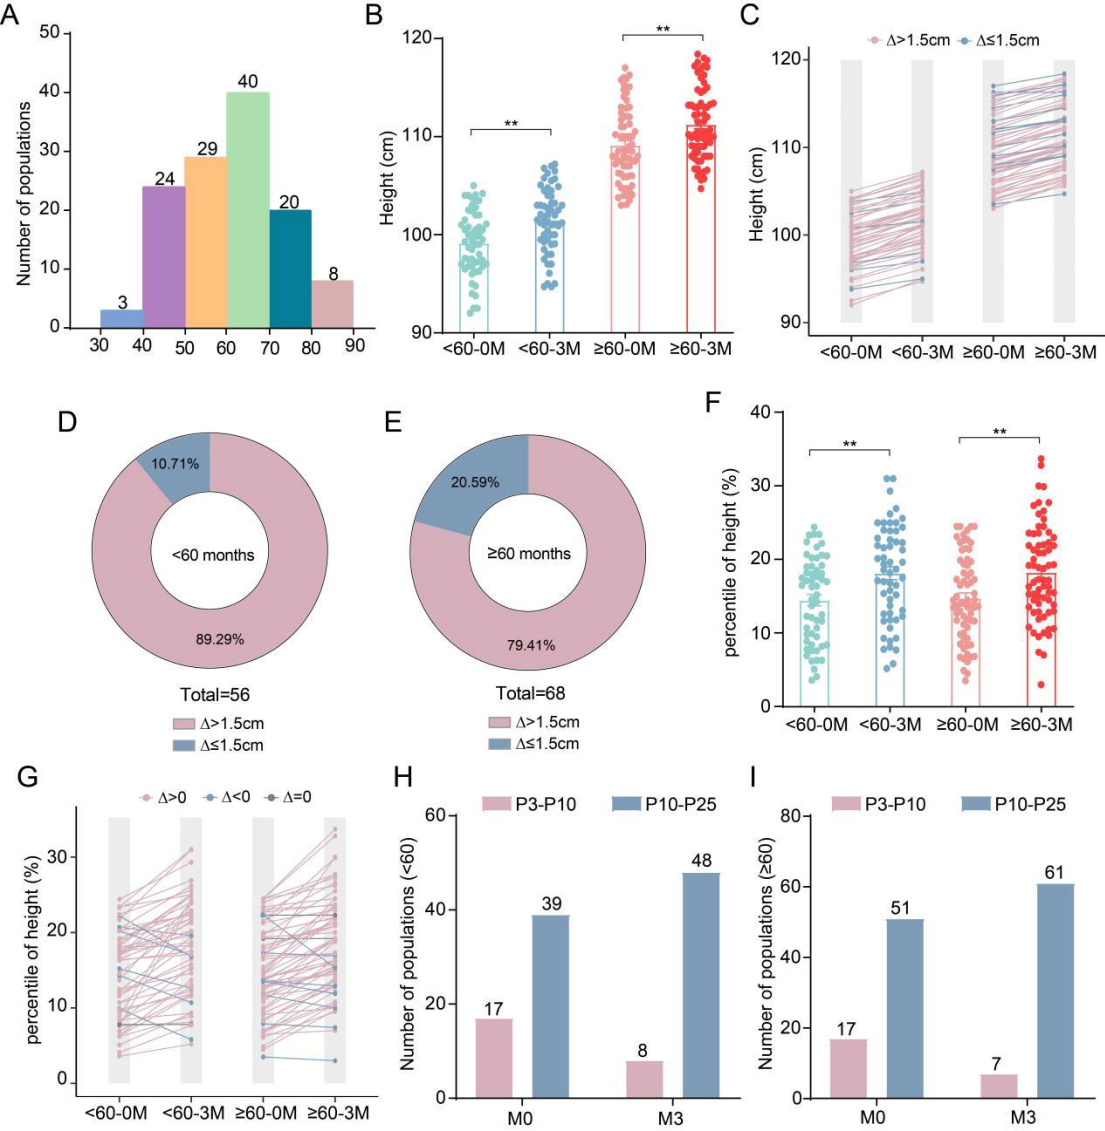 A
Number of populations
50
40
30
20
10
0
3
24
29
40
20
8
30 40 50 60 70 80 90
B
Height (cm)
120
110
100
90
**
**
<60-0M <60-3M ≥60-0M ≥60-3M
C
Δ>1.5cm Δ≤1.5cm
Height (cm)
120
110
100
90
<60-0M <60-3M ≥60-0M ≥60-3M
D
10.71%
<60 months
89.29%
Total=56
Δ>1.5cm
Δ≤1.5cm
E
20.59%
≥60 months
79.41%
Total=68
Δ>1.5cm
Δ≤1.5cm
F
percentile of height (%)
40
30
20
10
0
**
**
<60-0M <60-3M ≥60-0M ≥60-3M
G
Δ>0 Δ<0 Δ=0
percentile of height (%)
30
20
10
0
<60-0M <60-3M ≥60-0M ≥60-3M
H
P3-P10 P10-P25
Number of populations (<60)
60
40
20
0
17
39
8
48
M0 M3
I
P3-P10 P10-P25
Number of populations (≥60)
80
60
40
20
0
17
51
7
61
M0 M3